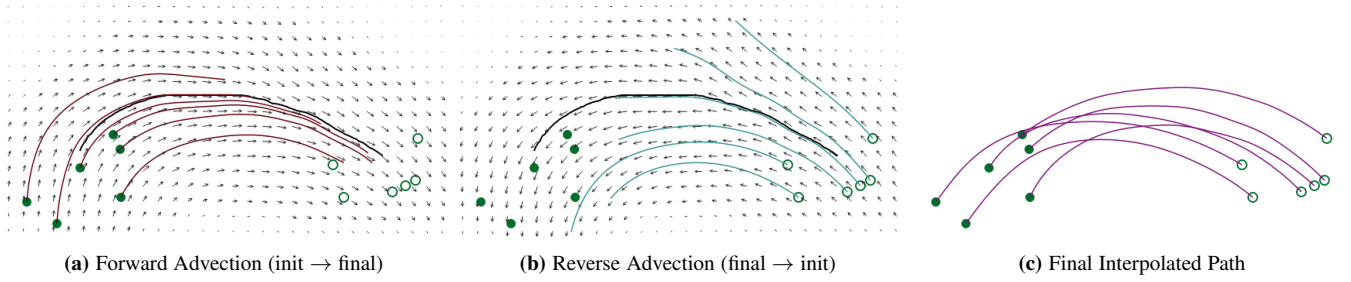 (a) Forward Advection (init → final)
(b) Reverse Advection (final → init)
(c) Final Interpolated Path